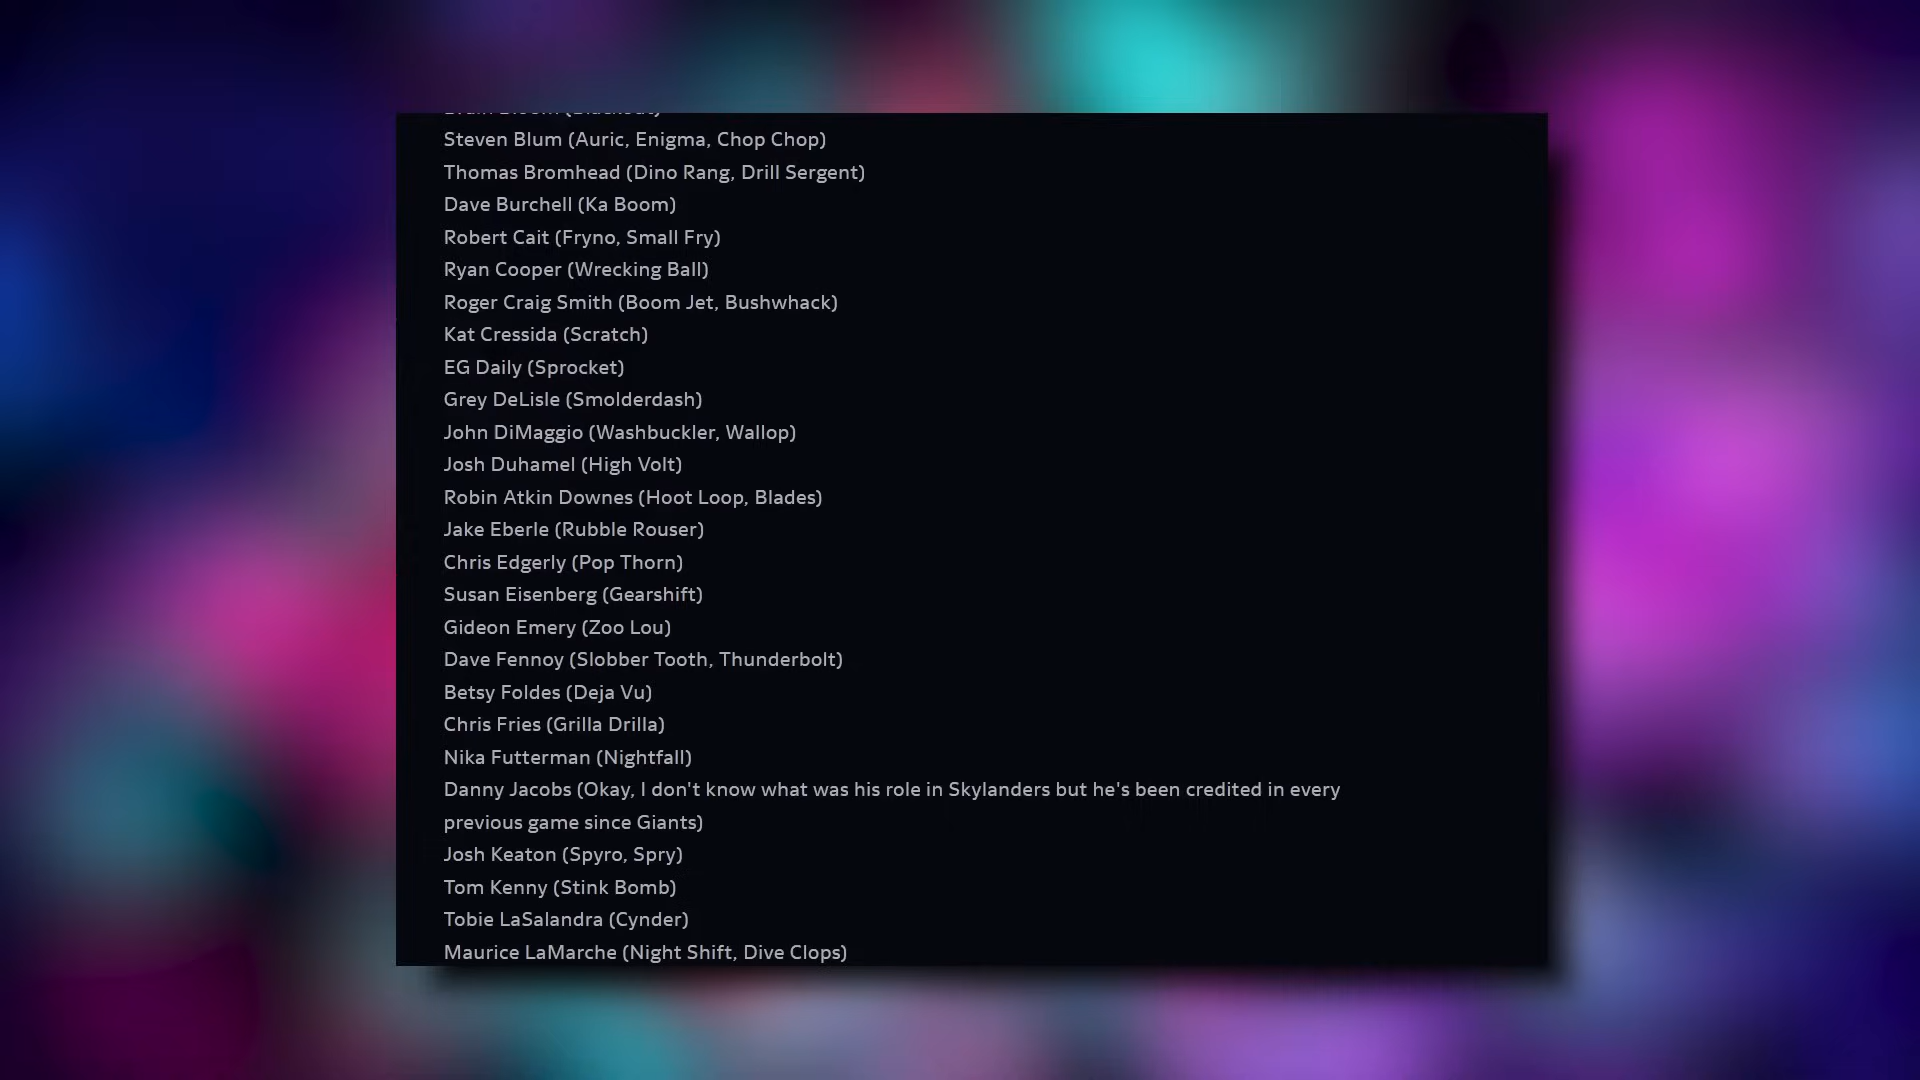 Steven Blum (Auric, Enigma, Chop Chop)
Thomas Bromhead (Dino Rang, Drill Sergent)
Dave Burchell (Ka Boom)
Robert Cait (Fryno, Small Fry)
Ryan Cooper (Wrecking Ball)
Roger Craig Smith (Boom Jet, Bushwhack)
Kat Cressida (Scratch)
EG Daily (Sprocket)
Grey DeLisle (Smolderdash)
John DiMaggio (Washbuckler, Wallop)
Josh Duhamel (High Volt)
Robin Atkin Downes (Hoot Loop, Blades)
Jake Eberle (Rubble Rouser)
Chris Edgerly (Pop Thorn)
Susan Eisenberg (Gearshift)
Gideon Emery (Zoo Lou)
Dave Fennoy (Slobber Tooth, Thunderbolt)
Betsy Foldes (Deja Vu)
Chris Fries (Grilla Drilla)
Nika Futterman (Nightfall)
Danny Jacobs (Okay, I don't know what was his role in Skylanders but he's been credited in every
previous game since Giants)
Josh Keaton (Spyro, Spry)
Tom Kenny (Stink Bomb)
Tobie LaSalandra (Cynder)
Maurice LaMarche (Night Shift, Dive Clops)